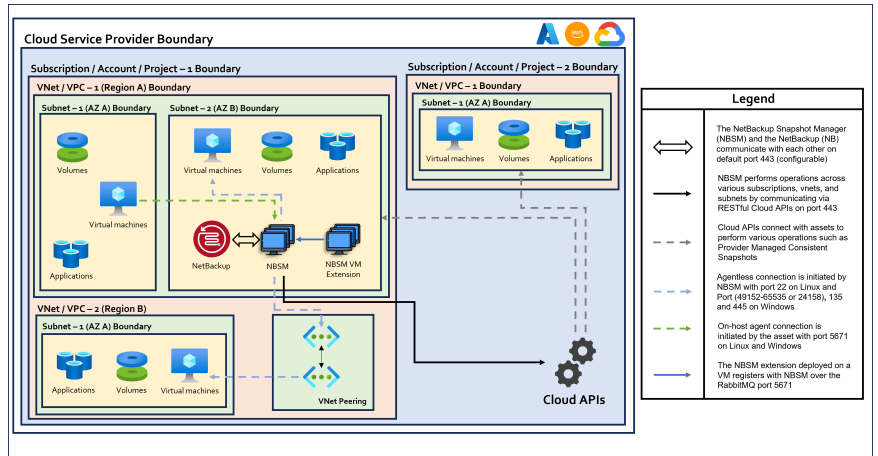 aws
Cloud Service Provider Boundary
Subscription / Account / Project – 1 Boundary
VNet / VPC – 1 (Region A) Boundary
Subnet – 1 (AZ A) Boundary
Volumes
Virtual machines
Applications
Subnet – 2 (AZ B) Boundary
Virtual machines
Volumes
Applications
NetBackup
NBSM
NBSM VM
Extension
VNet / VPC – 2 (Region B)
Subnet – 1 (AZ A) Boundary
Applications
Volumes
Virtual machines
VNet Peering
Subscription / Account / Project – 2 Boundary
VNet / VPC – 1 Boundary
Subnet – 1 (AZ A) Boundary
Virtual machines
Volumes
Applications
Cloud APIs
Legend
The NetBackup Snapshot Manager
(NBSM) and the NetBackup (NB)
communicate with each other on
default port 443 (configurable)
NBSM performs operations across
various subscriptions, vnets, and
subnets by communicating via
RESTful Cloud APIs on port 443
Cloud APIs connect with assets to
perform various operations such as
Provider Managed Consistent
Snapshots
Agentless connection is initiated by
NBSM with port 22 on Linux and
Port (49152-65535 or 24158), 135
and 445 on Windows
On-host agent connection is
initiated by the asset with port 5671
on Linux and Windows
The NBSM extension deployed on a
VM registers with NBSM over the
RabbitMQ port 5671